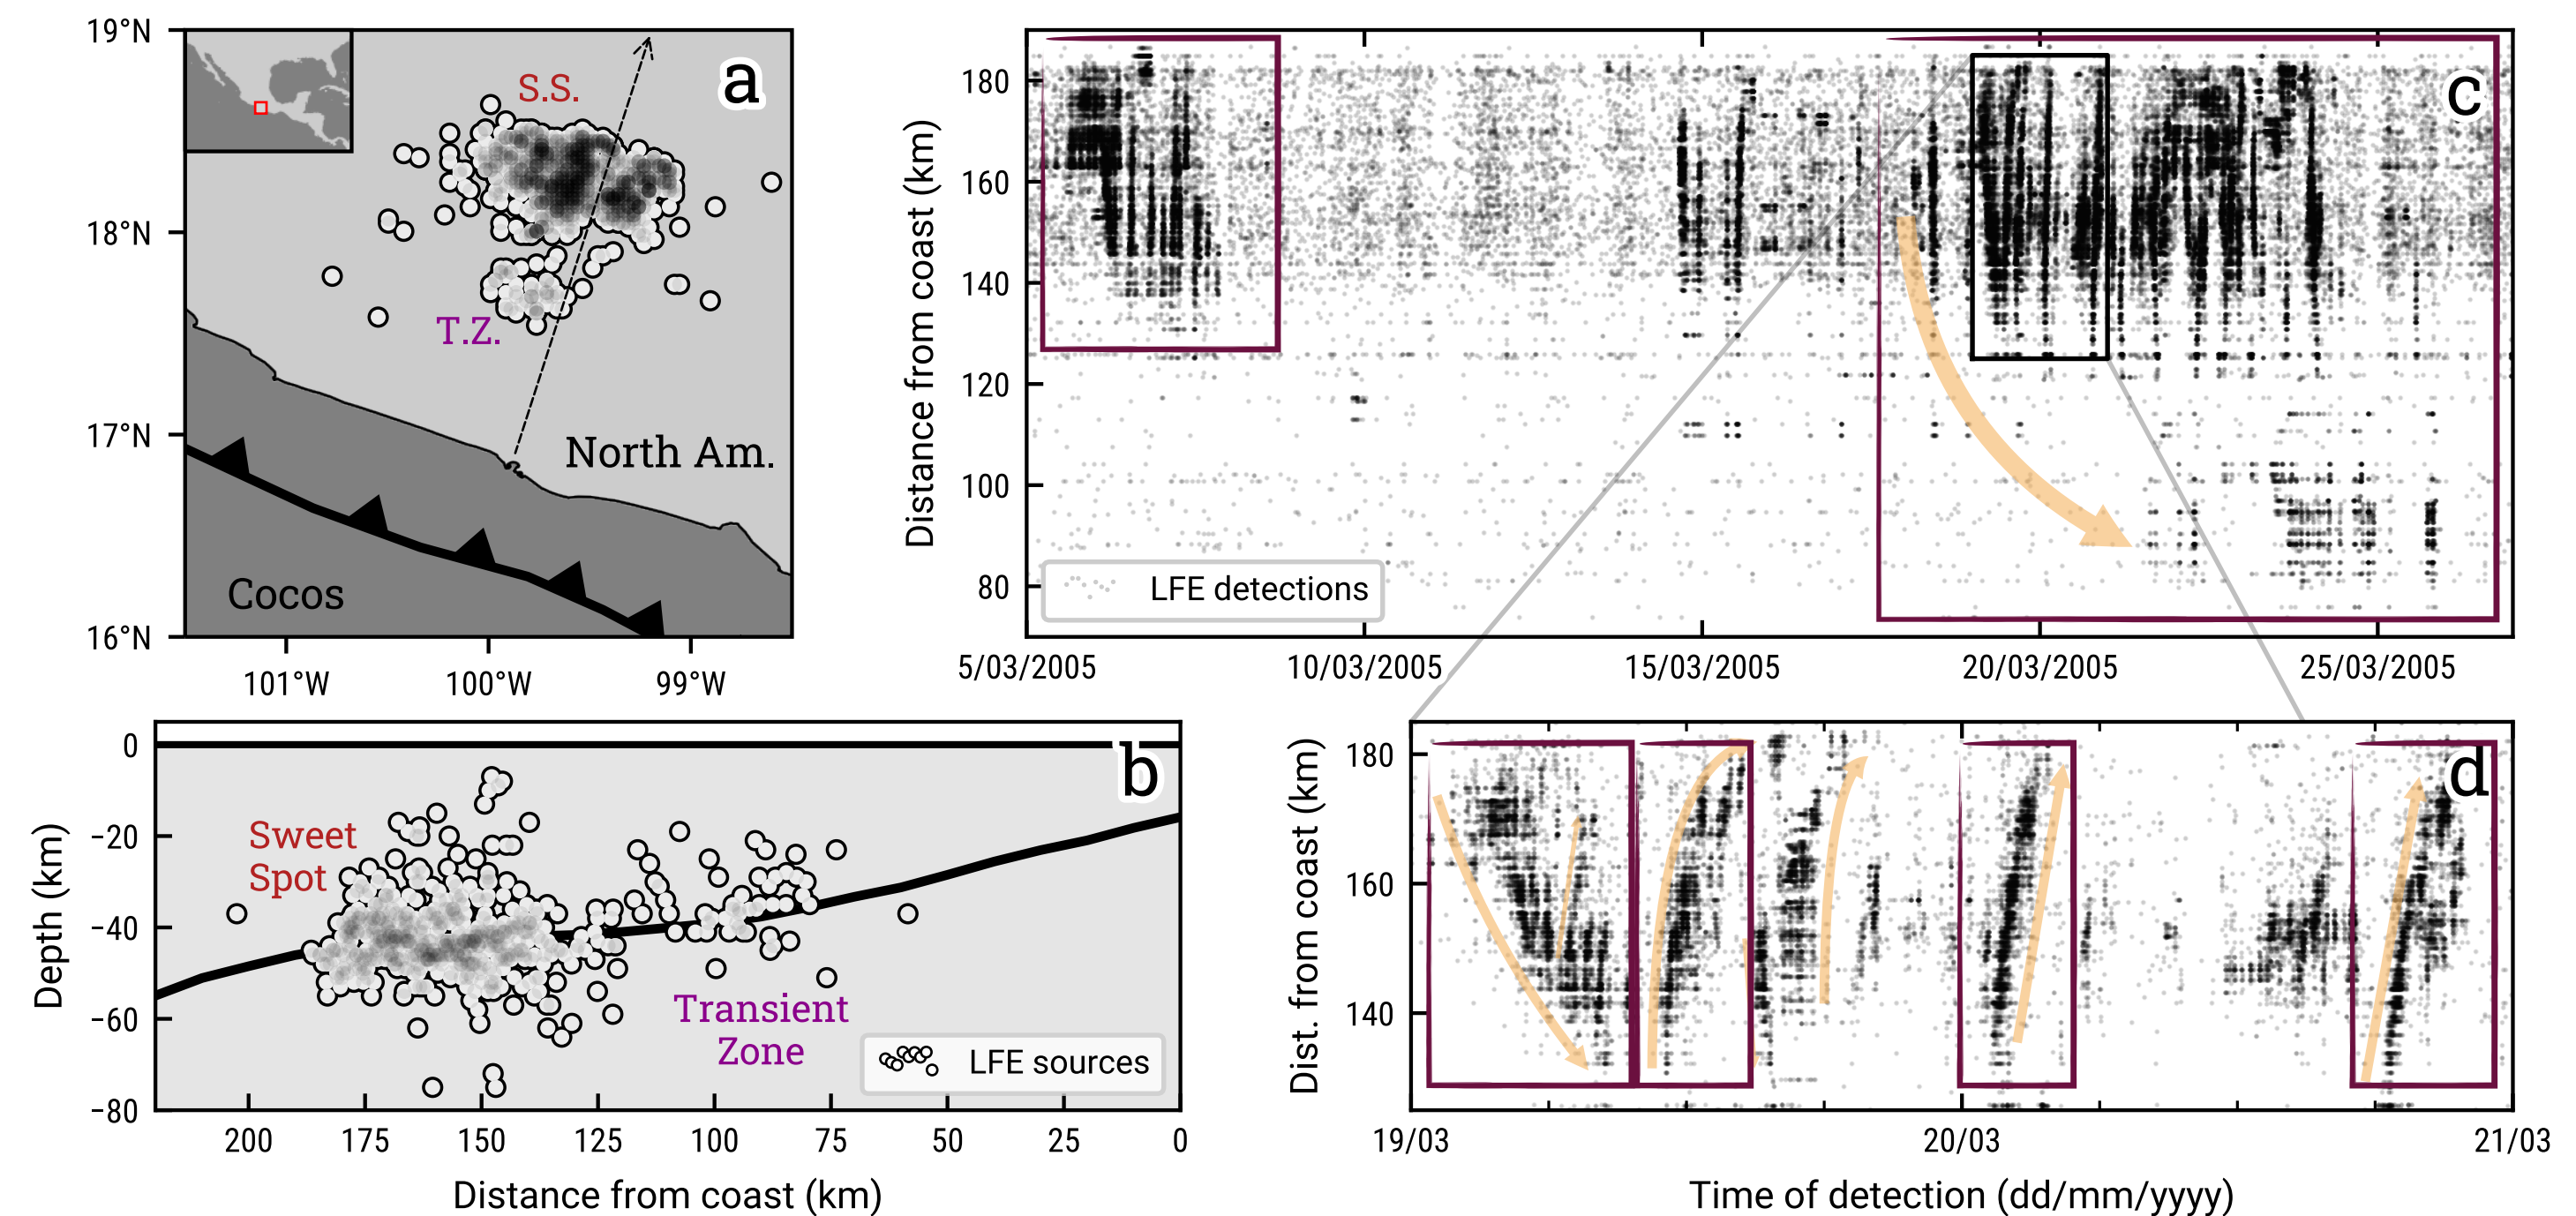 19°N
18°N
17°N
16°N
101°W
100°W
99°W
S.S.
T.Z.
North Am.
Cocos
a
0
−20
−40
−60
−80
Depth (km)
Sweet
Spot
Transient
Zone
LFE sources
b
200
175
150
125
100
75
50
25
0
Distance from coast (km)
180
160
140
120
100
80
Distance from coast (km)
LFE detections
c
5/03/2005
10/03/2005
15/03/2005
20/03/2005
25/03/2005
180
160
140
Dist. from coast (km)
d
19/03
20/03
21/03
Time of detection (dd/mm/yyyy)